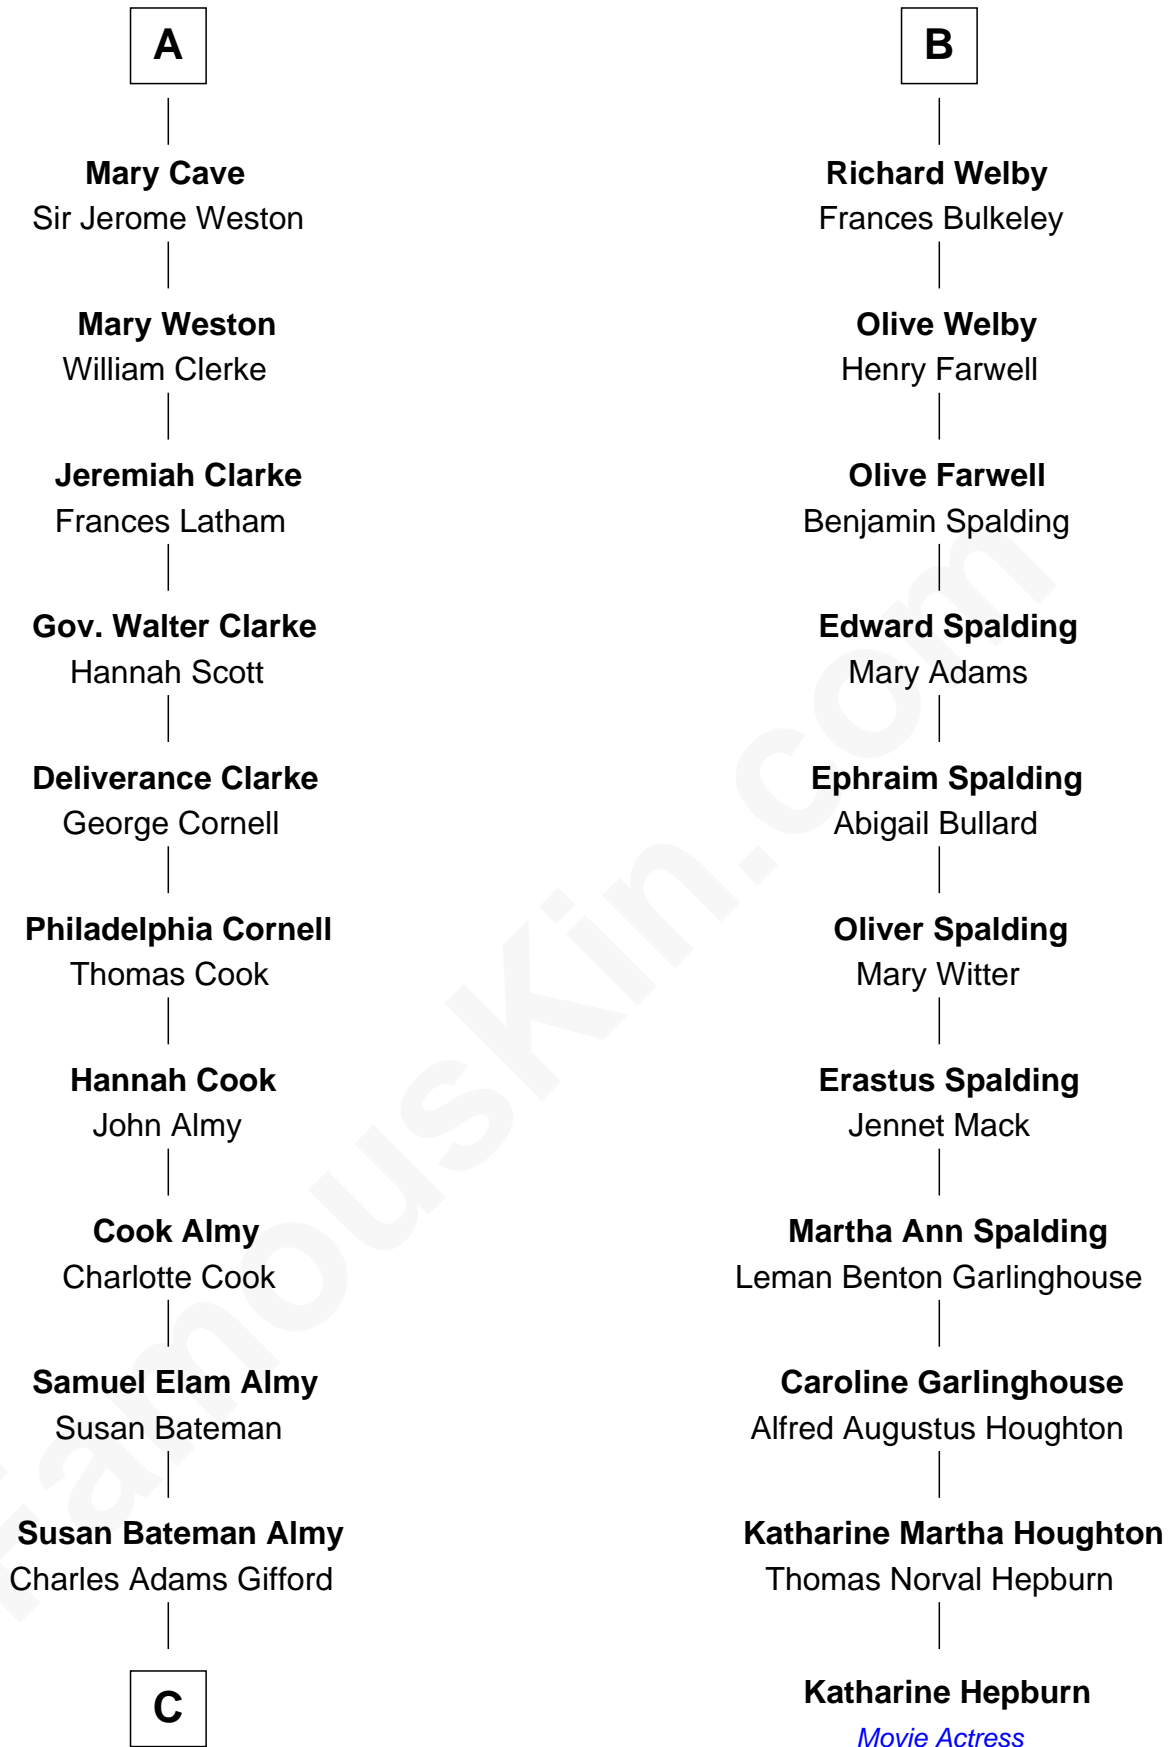 A
Mary Cave
Sir Jerome Weston
Mary Weston
William Clerke
Jeremiah Clarke
Frances Latham
Gov. Walter Clarke
Hannah Scott
Deliverance Clarke
George Cornell
Philadelphia Cornell
Thomas Cook
Hannah Cook
John Almy
Cook Almy
Charlotte Cook
Samuel Elam Almy
Susan Bateman
Susan Bateman Almy
Charles Adams Gifford
C
B
Richard Welby
Frances Bulkeley
Olive Welby
Henry Farwell
Olive Farwell
Benjamin Spalding
Edward Spalding
Mary Adams
Ephraim Spalding
Abigail Bullard
Oliver Spalding
Mary Witter
Erastus Spalding
Jennet Mack
Martha Ann Spalding
Leman Benton Garlinghouse
Caroline Garlinghouse
Alfred Augustus Houghton
Katharine Martha Houghton
Thomas Norval Hepburn
Katharine Hepburn
Movie Actress
FamousKin.com